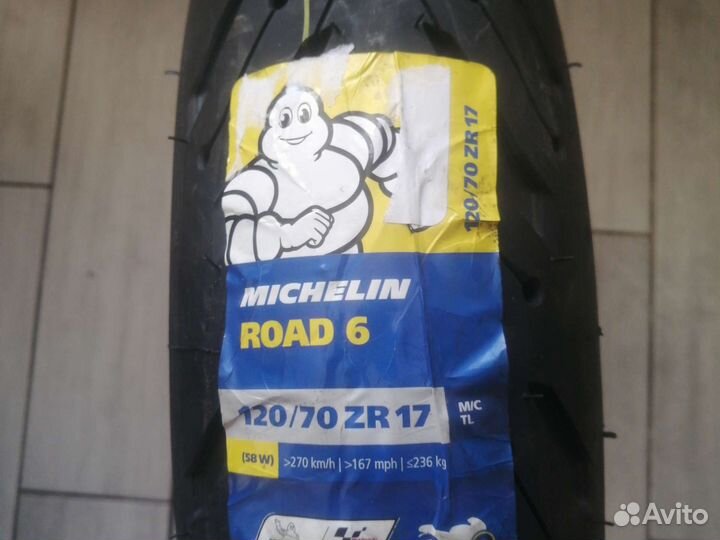 120/70 ZR 17
MICHELIN
ROAD 6
120/70 ZR 17
M/C
TL
(58 W)
>270 km/h | >167 mph | ≤236 kg
Avito